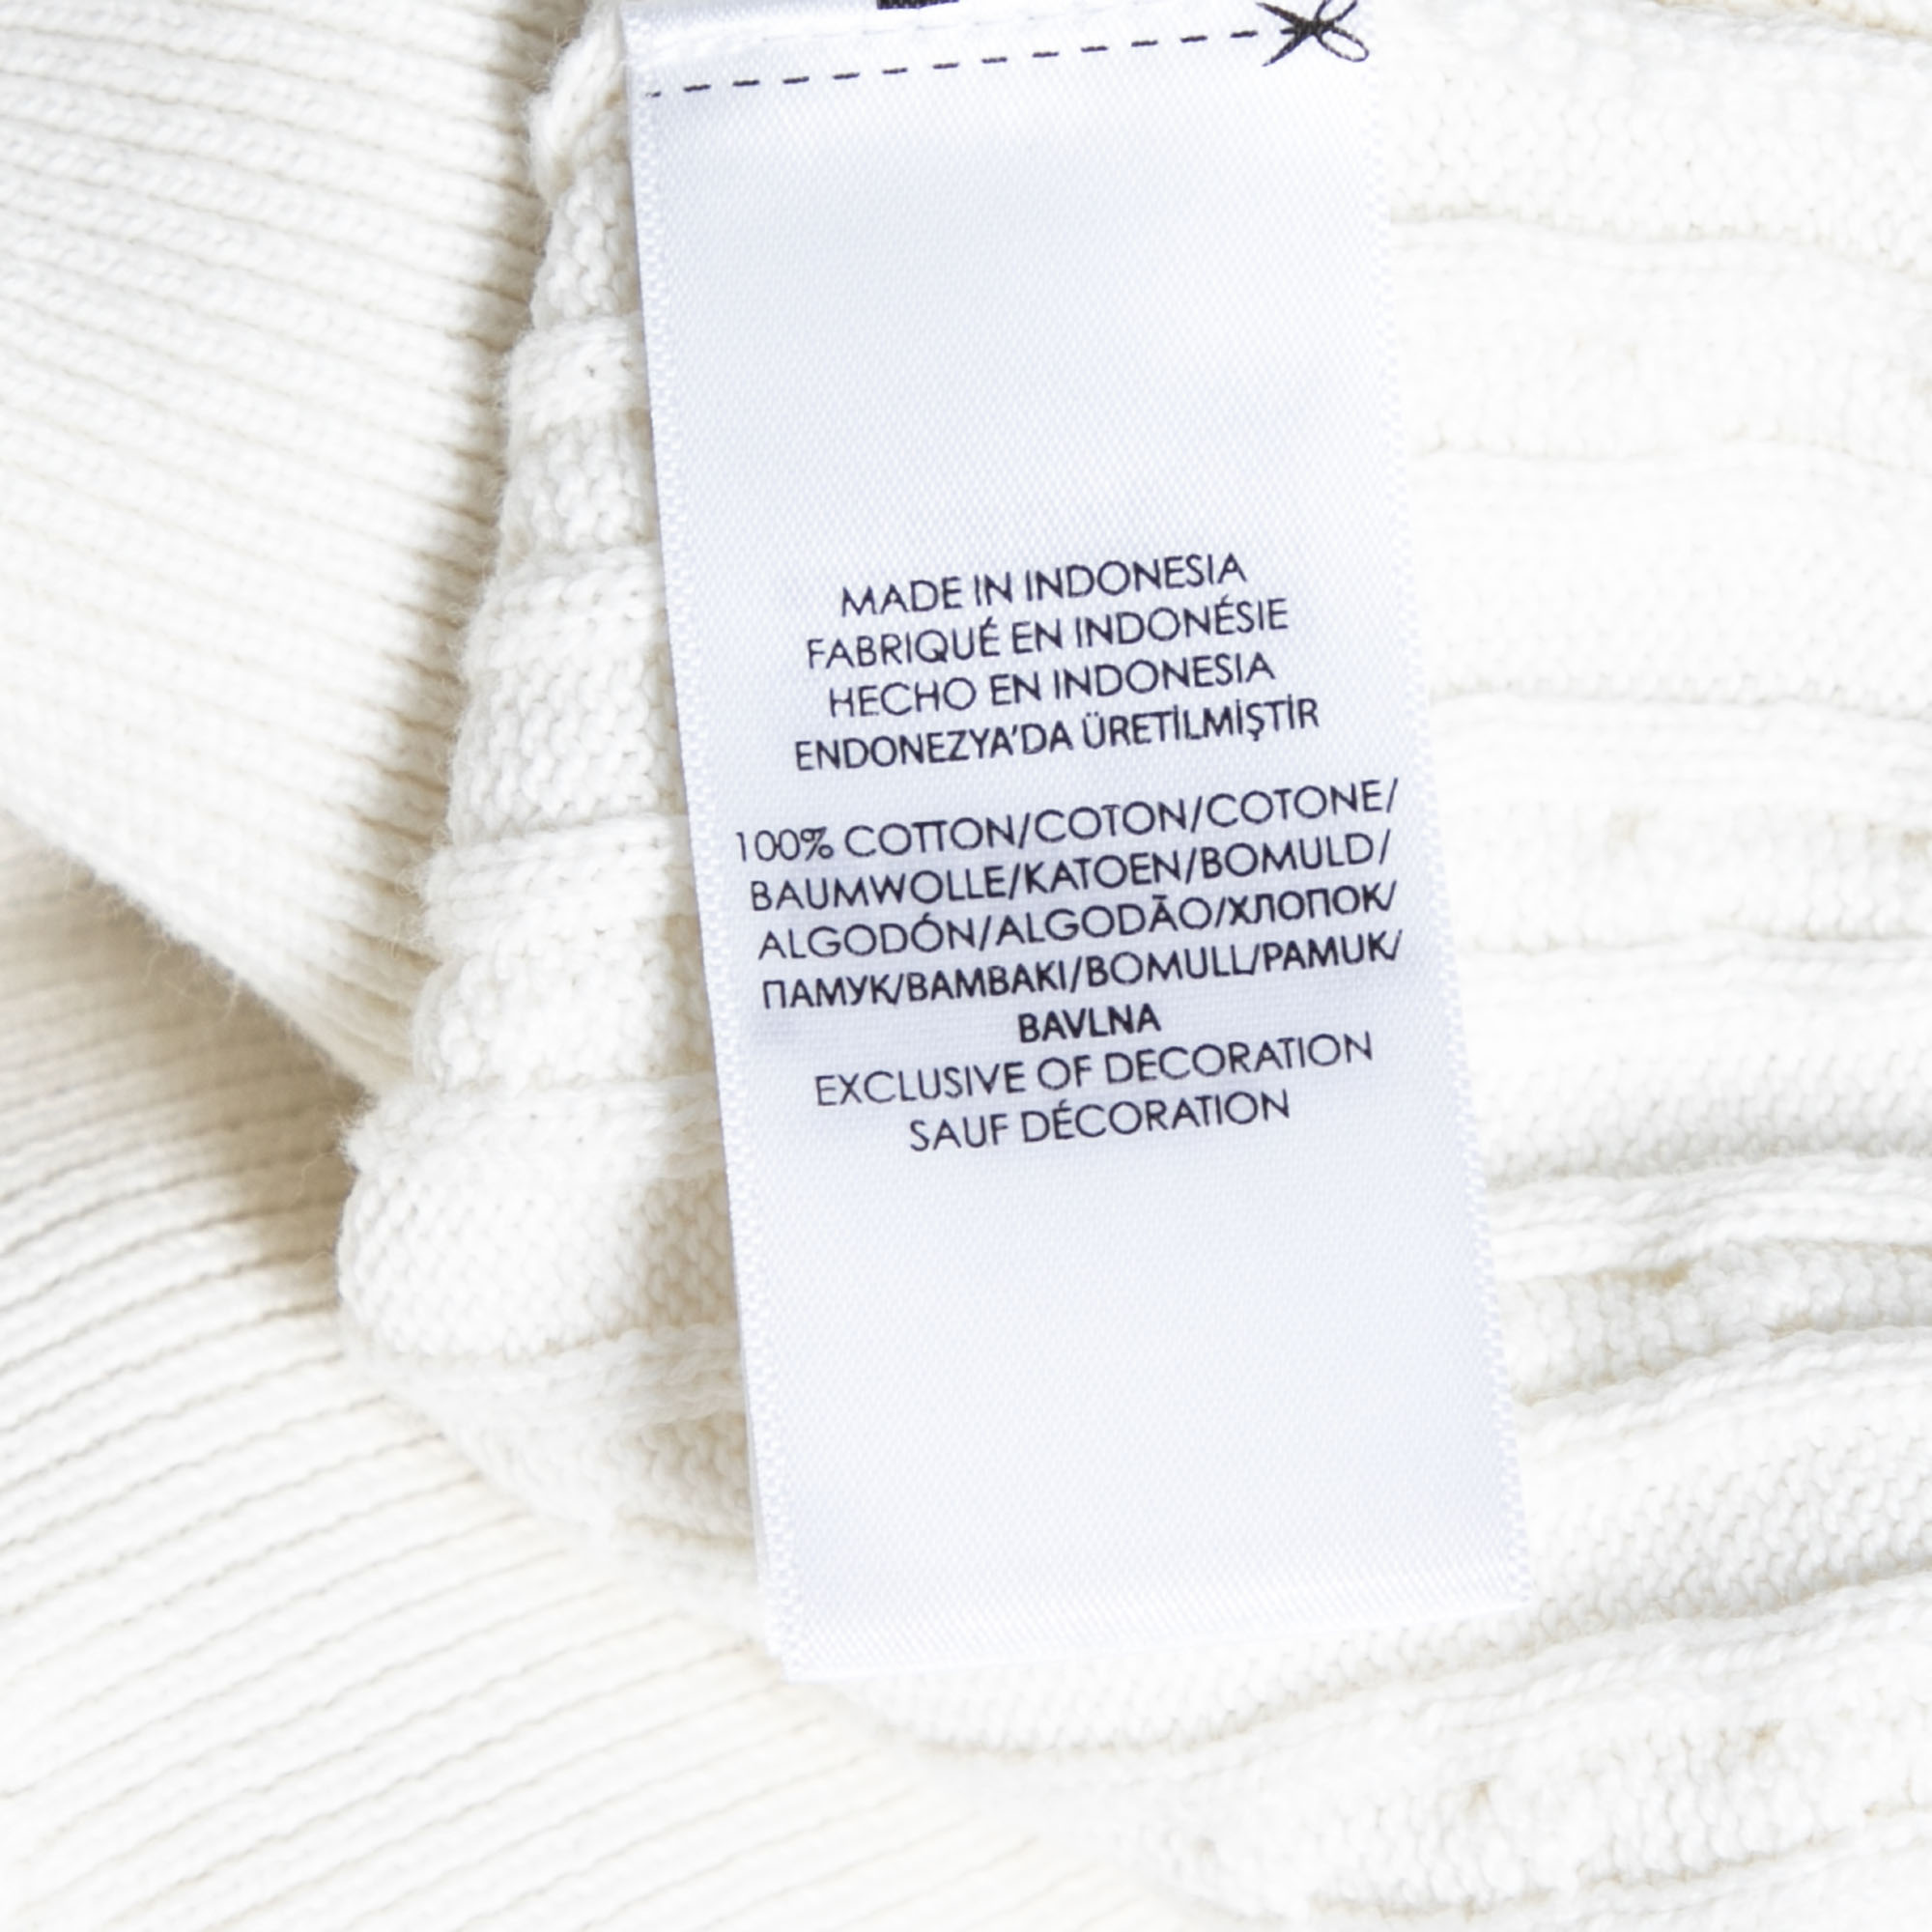 MADE IN INDONESIA
FABRIQUÉ EN INDONÉSIE
HECHO EN INDONESIA
ENDONEZYA'DA ÜRETİLMİŞTİR
100% COTTON/COTON/COTONE/
BAUMWOLLE/KATOEN/BOMULD/
ALGODÓN/ALGODÃO/ХЛОПОК/
ПАМУК/ΒΑΜΒΑΚΙ/BOMULL/PAMUK/
BAVLNA
EXCLUSIVE OF DECORATION
SAUF DÉCORATION